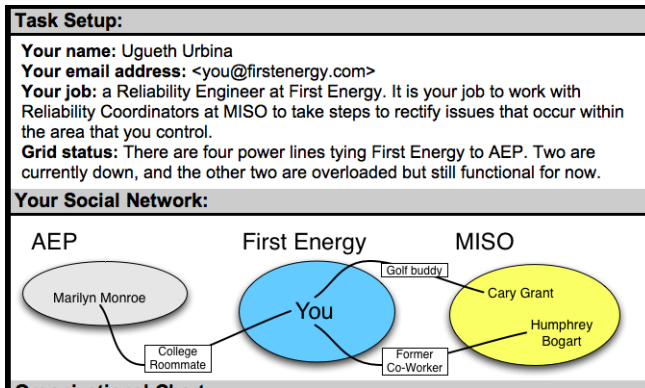 Task Setup:
Your name: Ugueth Urbina
Your email address: <you@firstenergy.com>
Your job: a Reliability Engineer at First Energy. It is your job to work with
Reliability Coordinators at MISO to take steps to rectify issues that occur within
the area that you control.
Grid status: There are four power lines tying First Energy to AEP. Two are
currently down, and the other two are overloaded but still functional for now.
Your Social Network:
AEP
First Energy
MISO
Golf buddy
Marilyn Monroe
You
Cary Grant
Humphrey
Bogart
College
Roommate
Former
Co-Worker
Organizational Chart